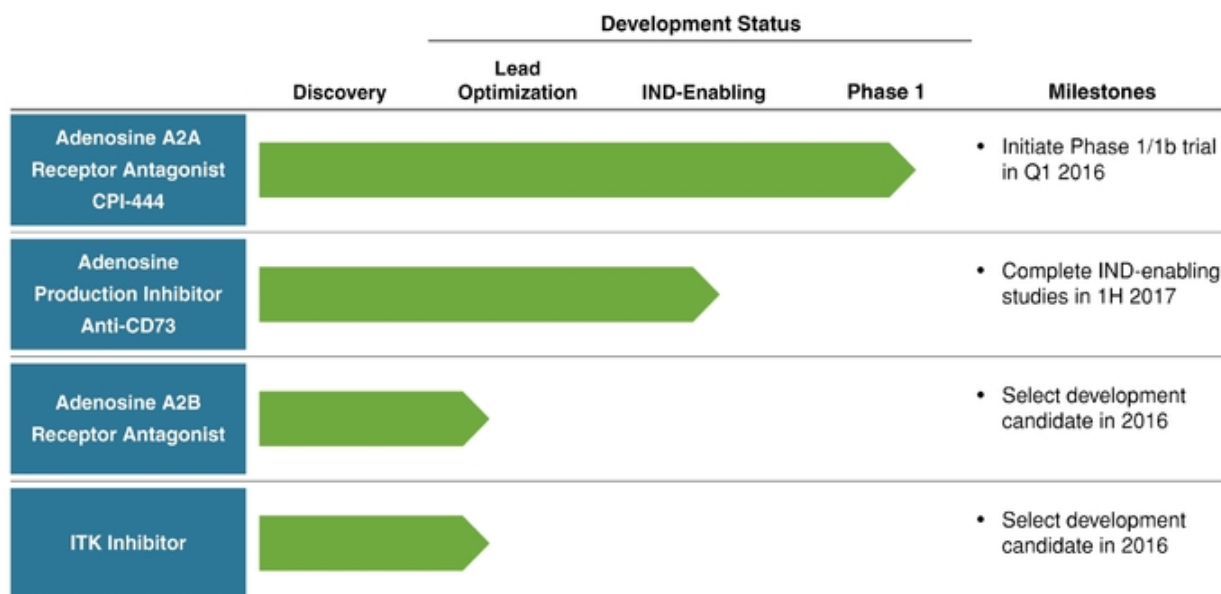 Development Status
Discovery
Lead
Optimization
IND-Enabling
Phase 1
Milestones
Adenosine A2A
Receptor Antagonist
CPI-444
• Initiate Phase 1/1b trial
in Q1 2016
Adenosine
Production Inhibitor
Anti-CD73
• Complete IND-enabling
studies in 1H 2017
Adenosine A2B
Receptor Antagonist
• Select development
candidate in 2016
ITK Inhibitor
• Select development
candidate in 2016